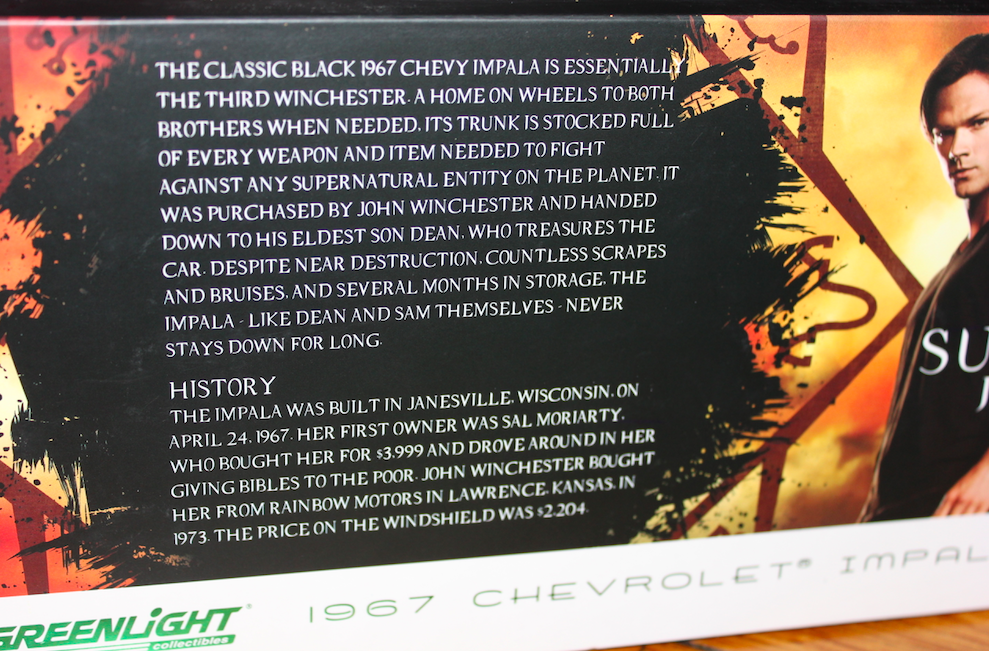 THE CLASSIC BLACK 1967 CHEVY IMPALA IS ESSENTIALLY
THE THIRD WINCHESTER. A HOME ON WHEELS TO BOTH
BROTHERS WHEN NEEDED, ITS TRUNK IS STOCKED FULL
OF EVERY WEAPON AND ITEM NEEDED TO FIGHT
AGAINST ANY SUPERNATURAL ENTITY ON THE PLANET. IT
WAS PURCHASED BY JOHN WINCHESTER AND HANDED
DOWN TO HIS ELDEST SON DEAN, WHO TREASURES THE
CAR. DESPITE NEAR DESTRUCTION, COUNTLESS SCRAPES
AND BRUISES, AND SEVERAL MONTHS IN STORAGE, THE
IMPALA - LIKE DEAN AND SAM THEMSELVES - NEVER
STAYS DOWN FOR LONG.
HISTORY
THE IMPALA WAS BUILT IN JANESVILLE, WISCONSIN, ON
APRIL 24, 1967. HER FIRST OWNER WAS SAL MORIARTY,
WHO BOUGHT HER FOR $3,999 AND DROVE AROUND IN HER
GIVING BIBLES TO THE POOR. JOHN WINCHESTER BOUGHT
HER FROM RAINBOW MOTORS IN LAWRENCE, KANSAS, IN
1973. THE PRICE ON THE WINDSHIELD WAS $2,204.
SU
GREENLIGHT®
collectibles
1967 CHEVROLET® IMPAL